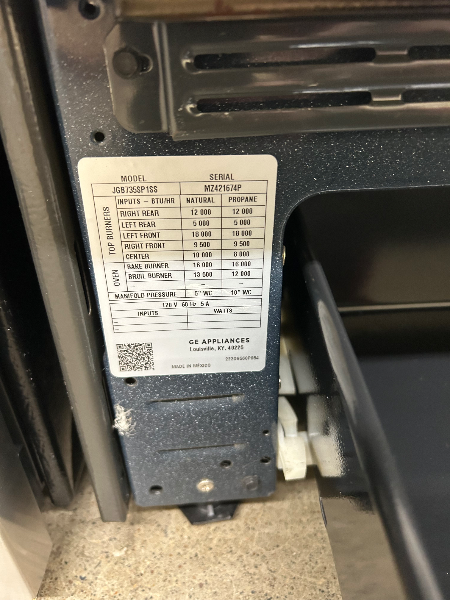 MODEL SERIAL
JGB735SP1SS MZ421674P
TOP BURNERS INPUTS - BTU/HR NATURAL PROPANE
RIGHT REAR 12 000 12 000
LEFT REAR 5 000 5 000
LEFT FRONT 18 000 18 000
RIGHT FRONT 9 500 9 500
CENTER 10 000 8 000
OVEN BAKE BURNER 16 000 16 000
BROIL BURNER 13 500 12 000
– –
MANIFOLD PRESSURE 5" WC 10" WC
120 V 60 Hz 5 A
INPUTS WATTS
GE APPLIANCES
Louisville, KY, 40225
MADE IN MEXICO